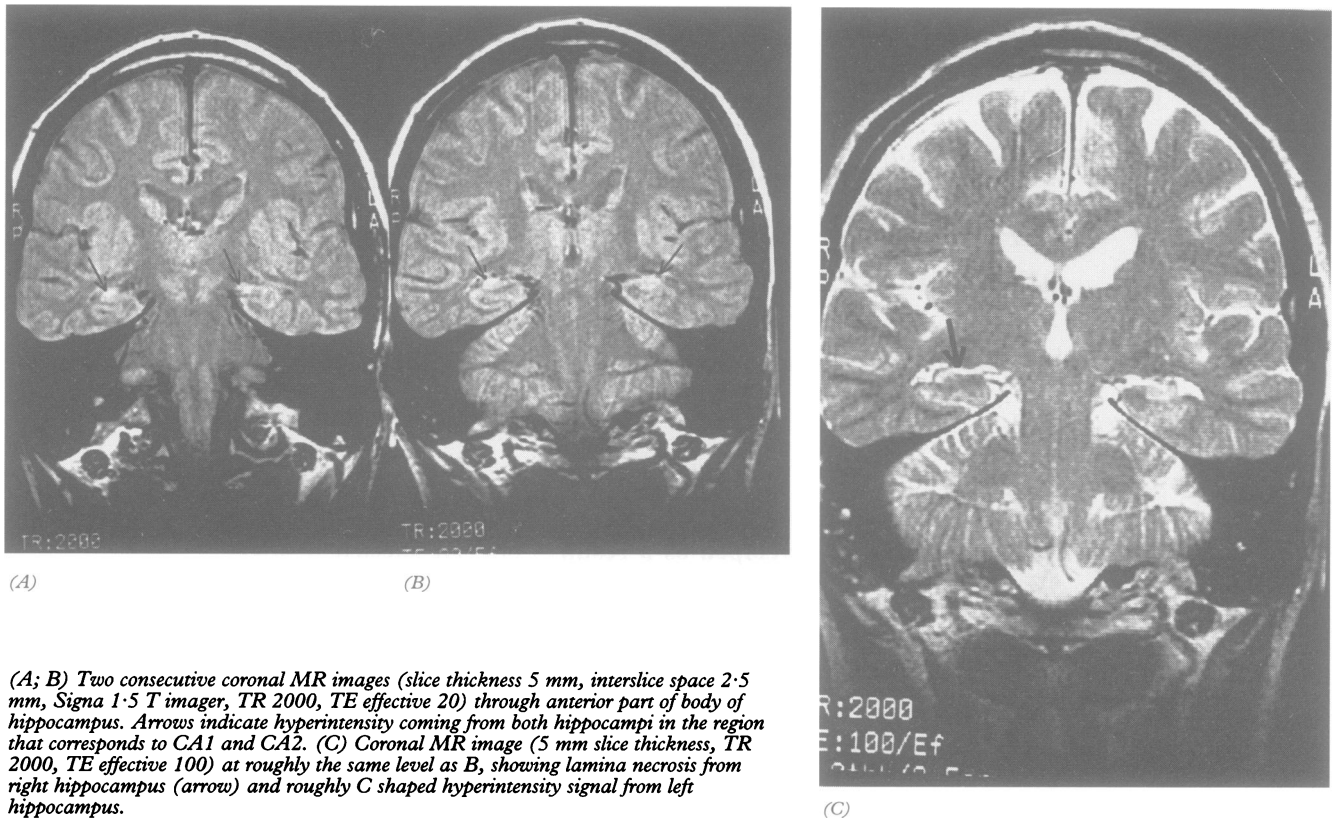 R
P
L
A
R
P
L
A
TR:2000
TR:2000
(A)
(B)
R
L
A
R:2000
E:100/Ef
(C)
(A; B) Two consecutive coronal MR images (slice thickness 5 mm, interslice space 2·5
mm, Signa 1·5 T imager, TR 2000, TE effective 20) through anterior part of body of
hippocampus. Arrows indicate hyperintensity coming from both hippocampi in the region
that corresponds to CA1 and CA2. (C) Coronal MR image (5 mm slice thickness, TR
2000, TE effective 100) at roughly the same level as B, showing lamina necrosis from
right hippocampus (arrow) and roughly C shaped hyperintensity signal from left
hippocampus.